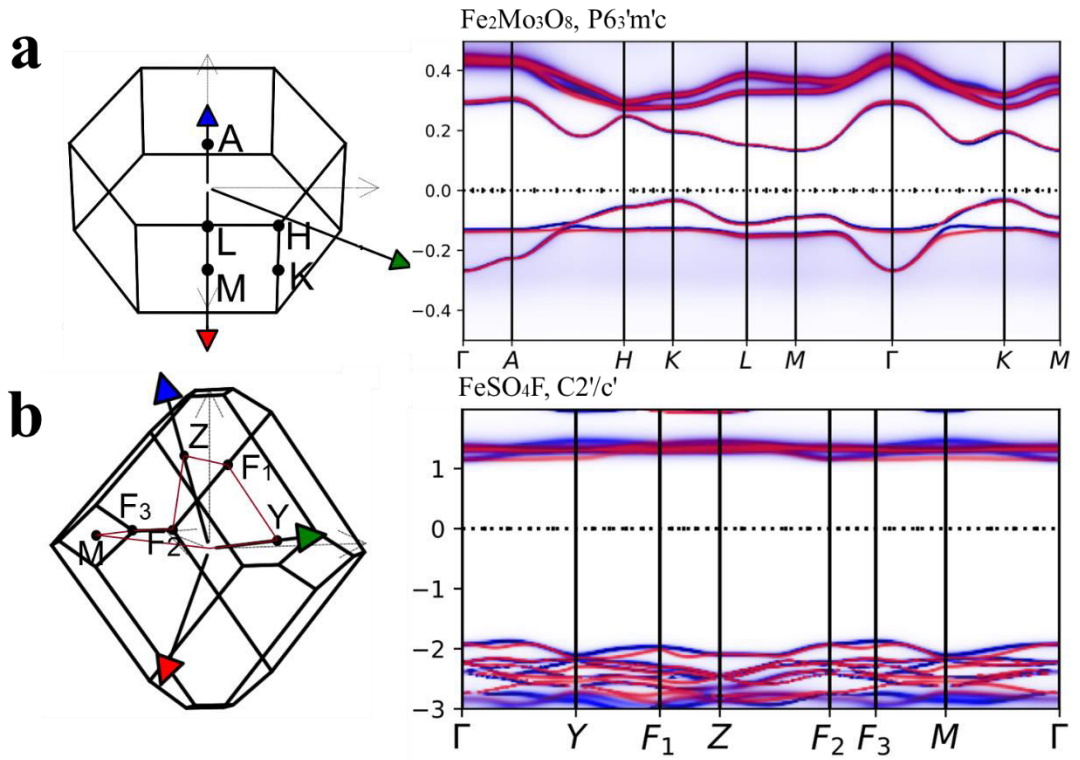 a
Fe₂Mo₃O₈, P6₃'m'c
A
L
H
M
K
0.4
0.2
0.0
−0.2
−0.4
Γ A H K L M Γ K M
b
FeSO₄F, C2'/c'
Z
F₁
F₃
Y
M
F₂
1
0
−1
−2
−3
Γ Y F₁ Z F₂ F₃ M Γ